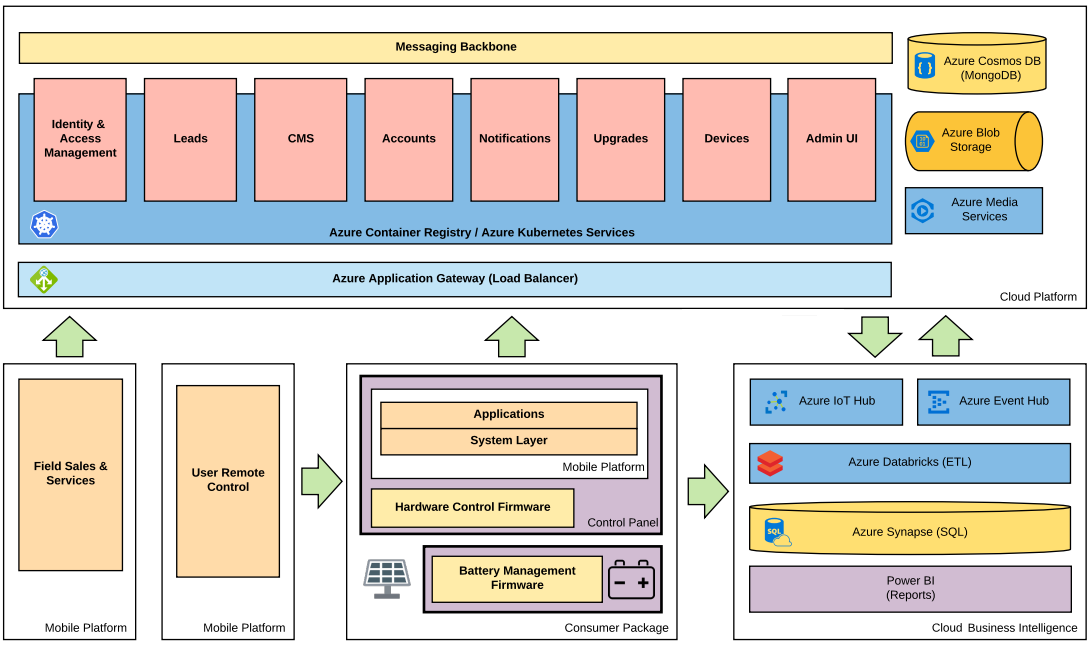 Messaging Backbone
Azure Cosmos DB
(MongoDB)
Identity &
Access
Management
Leads
CMS
Accounts
Notifications
Upgrades
Devices
Admin UI
Azure Blob
Storage
Azure Media
Services
Azure Container Registry / Azure Kubernetes Services
Azure Application Gateway (Load Balancer)
Cloud Platform
Field Sales &
Services
Mobile Platform
User Remote
Control
Mobile Platform
Applications
System Layer
Mobile Platform
Hardware Control Firmware
Control Panel
Battery Management
Firmware
Consumer Package
Azure IoT Hub
Azure Event Hub
Azure Databricks (ETL)
SQL
Azure Synapse (SQL)
Power BI
(Reports)
Cloud Business Intelligence